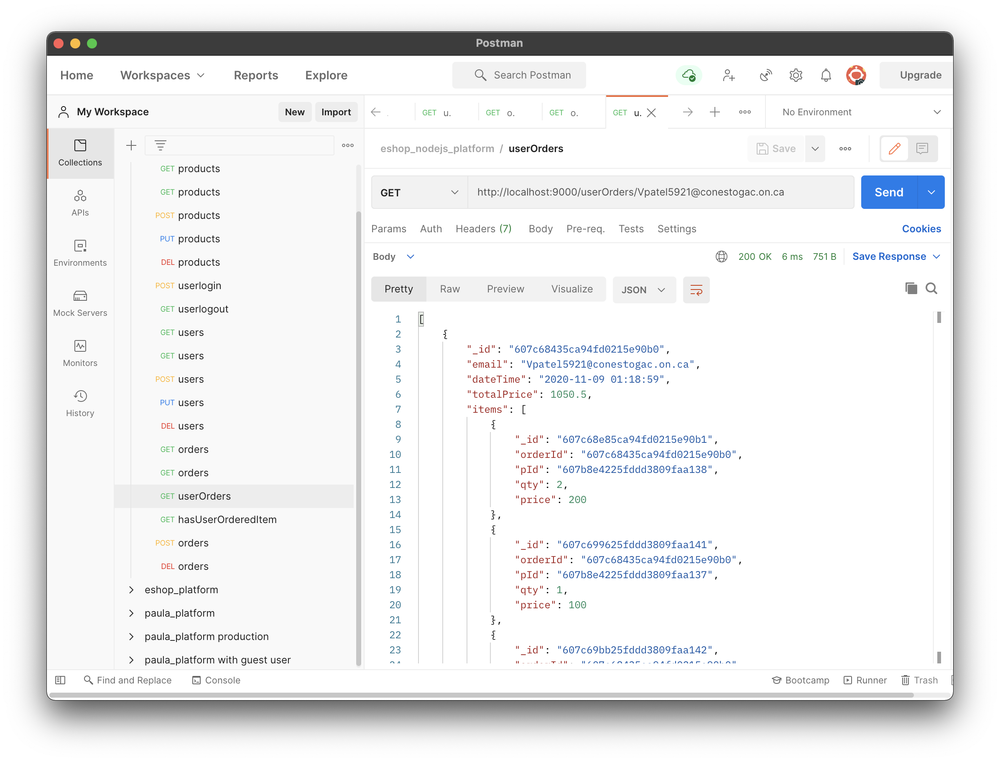 Postman
Home Workspaces Reports Explore Search Postman Upgrade
My Workspace New Import
GET u. GET o. GET o. GET u. No Environment
Collections
APIs
Environments
Mock Servers
Monitors
History
GET products
GET products
POST products
PUT products
DEL products
POST userlogin
GET userlogout
GET users
GET users
POST users
PUT users
DEL users
GET orders
GET orders
GET userOrders
GET hasUserOrderedItem
POST orders
DEL orders
eshop_platform
paula_platform
paula_platform production
paula_platform with guest user
eshop_nodejs_platform / userOrders Save
GET http://localhost:9000/userOrders/Vpatel5921@conestogac.on.ca Send
Params Auth Headers (7) Body Pre-req. Tests Settings Cookies
Body 200 OK 6 ms 751 B Save Response
Pretty Raw Preview Visualize JSON
1 [
2 {
3 "_id": "607c68435ca94fd0215e90b0",
4 "email": "Vpatel5921@conestogac.on.ca",
5 "dateTime": "2020-11-09 01:18:59",
6 "totalPrice": 1050.5,
7 "items": [
8 {
9 "_id": "607c68e85ca94fd0215e90b1",
10 "orderId": "607c68435ca94fd0215e90b0",
11 "pId": "607b8e4225fddd3809faa138",
12 "qty": 2,
13 "price": 200
14 },
15 {
16 "_id": "607c699625fddd3809faa141",
17 "orderId": "607c68435ca94fd0215e90b0",
18 "pId": "607b8e4225fddd3809faa137",
19 "qty": 1,
20 "price": 100
21 },
22 {
23 "_id": "607c69bb25fddd3809faa142",
Find and Replace Console Bootcamp Runner Trash